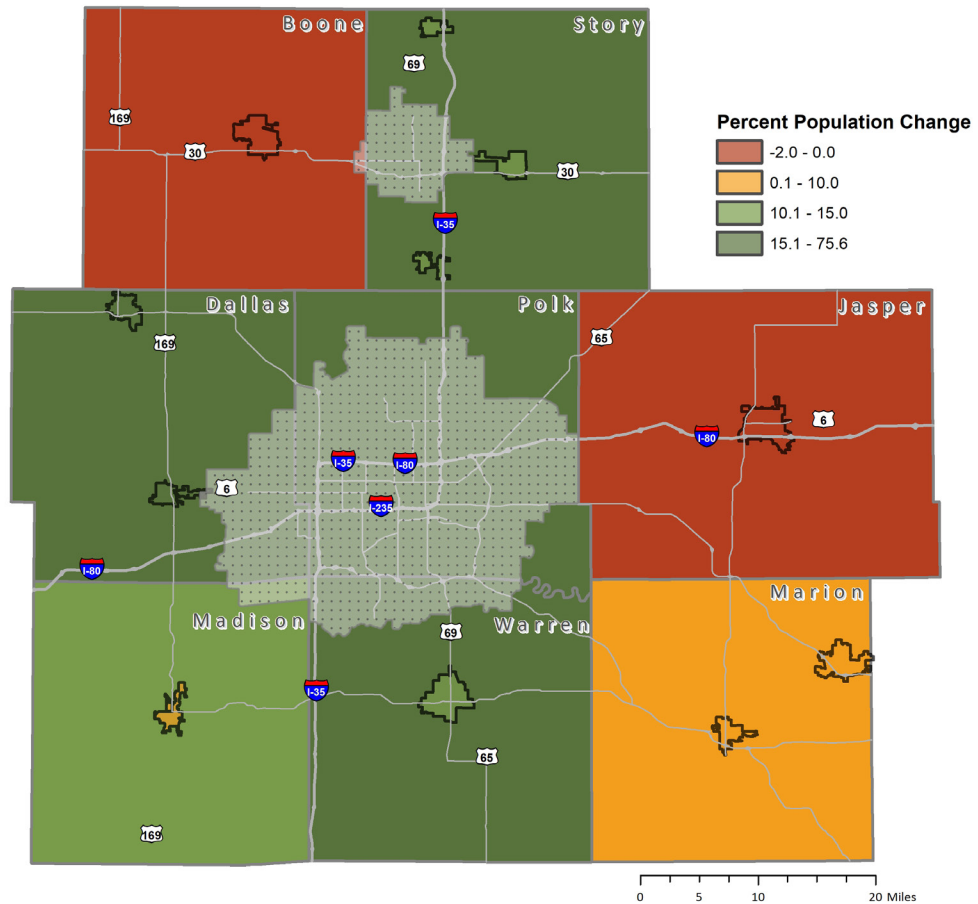 Boone
Story
69
169
30
30
I-35
Percent Population Change
-2.0 - 0.0
0.1 - 10.0
10.1 - 15.0
15.1 - 75.6
Dallas
Polk
Jasper
169
65
6
I-80
I-35
I-80
6
I-235
I-80
Madison
Warren
Marion
69
I-35
65
169
0 5 10 20 Miles